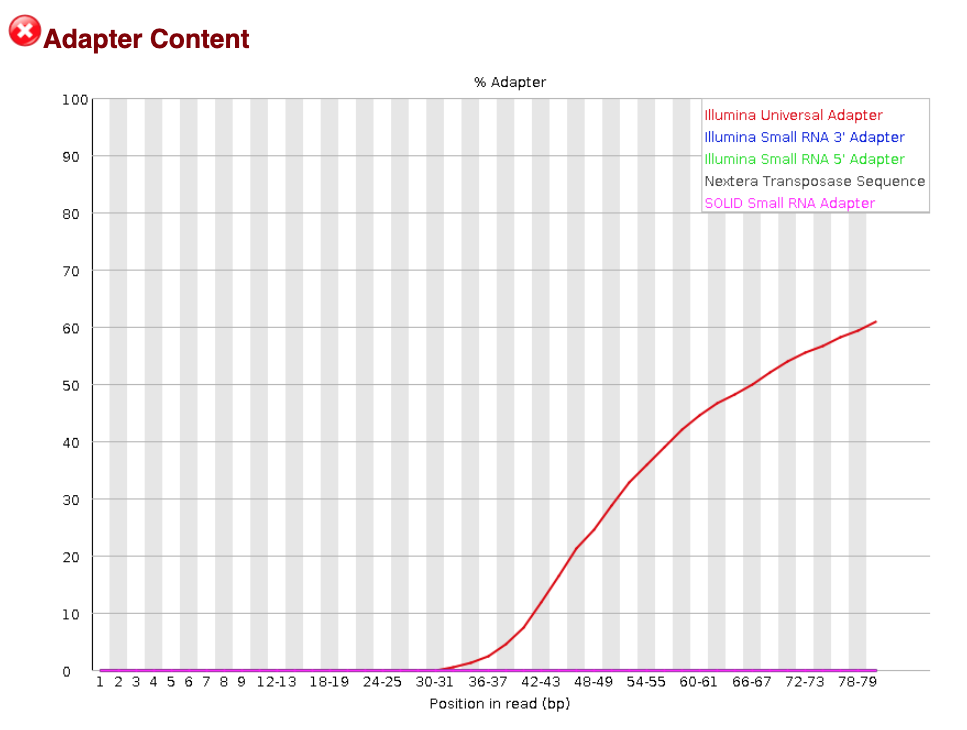 Adapter Content
% Adapter
100
90
80
70
60
50
40
30
20
10
0
Illumina Universal Adapter
Illumina Small RNA 3' Adapter
Illumina Small RNA 5' Adapter
Nextera Transposase Sequence
SOLID Small RNA Adapter
1 2 3 4 5 6 7 8 9 12-13 18-19 24-25 30-31 36-37 42-43 48-49 54-55 60-61 66-67 72-73 78-79
Position in read (bp)